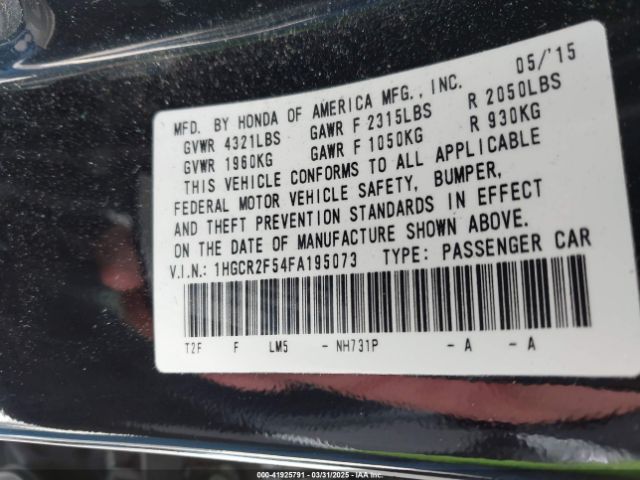 MFD. BY HONDA OF AMERICA MFG., INC. 05/'15
GVWR 4321LBS GAWR F 2315LBS R 2050LBS
GVWR 1960KG GAWR F 1050KG R 930KG
THIS VEHICLE CONFORMS TO ALL APPLICABLE
FEDERAL MOTOR VEHICLE SAFETY, BUMPER,
AND THEFT PREVENTION STANDARDS IN EFFECT
ON THE DATE OF MANUFACTURE SHOWN ABOVE.
V.I.N.: 1HGCR2F54FA195073 TYPE: PASSENGER CAR
T2F F LM5 - NH731P - A - A
000-41925791 - 03/31/2025 - IAAI.COM